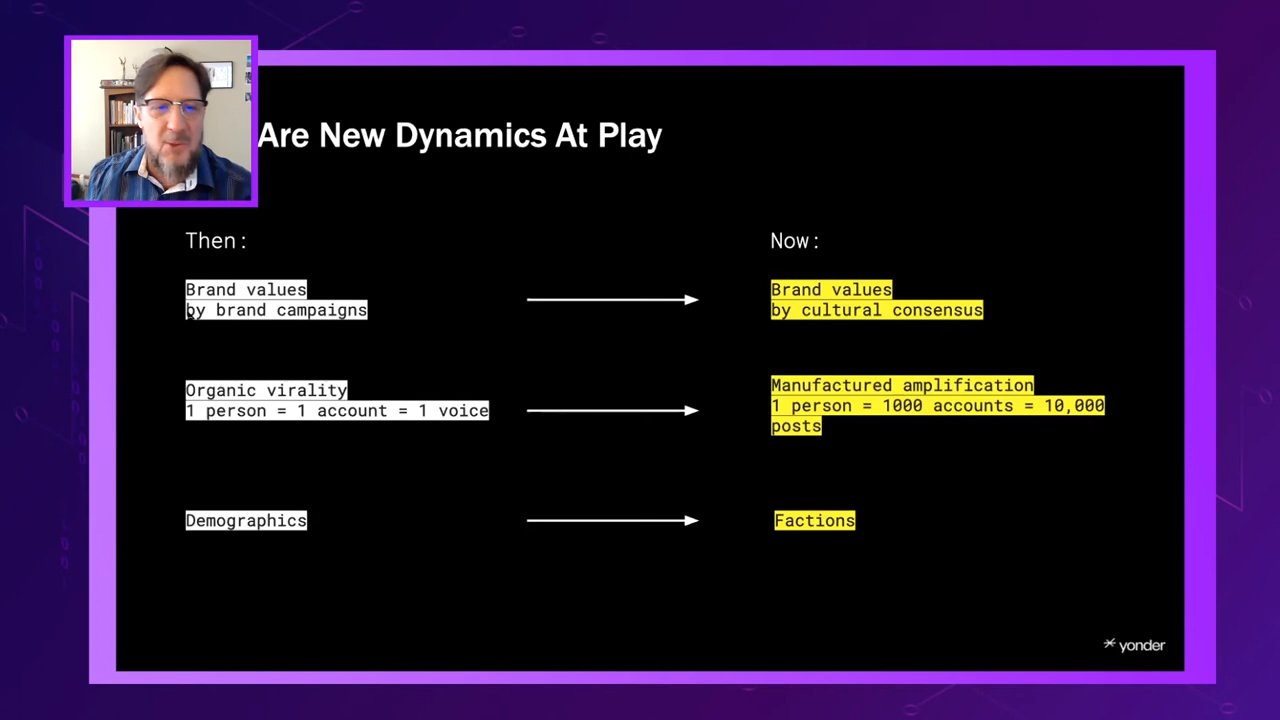 Are New Dynamics At Play
Then:
Now:
Brand values
by brand campaigns
Brand values
by cultural consensus
Organic virality
1 person = 1 account = 1 voice
Manufactured amplification
1 person = 1000 accounts = 10,000
posts
Demographics
Factions
yonder